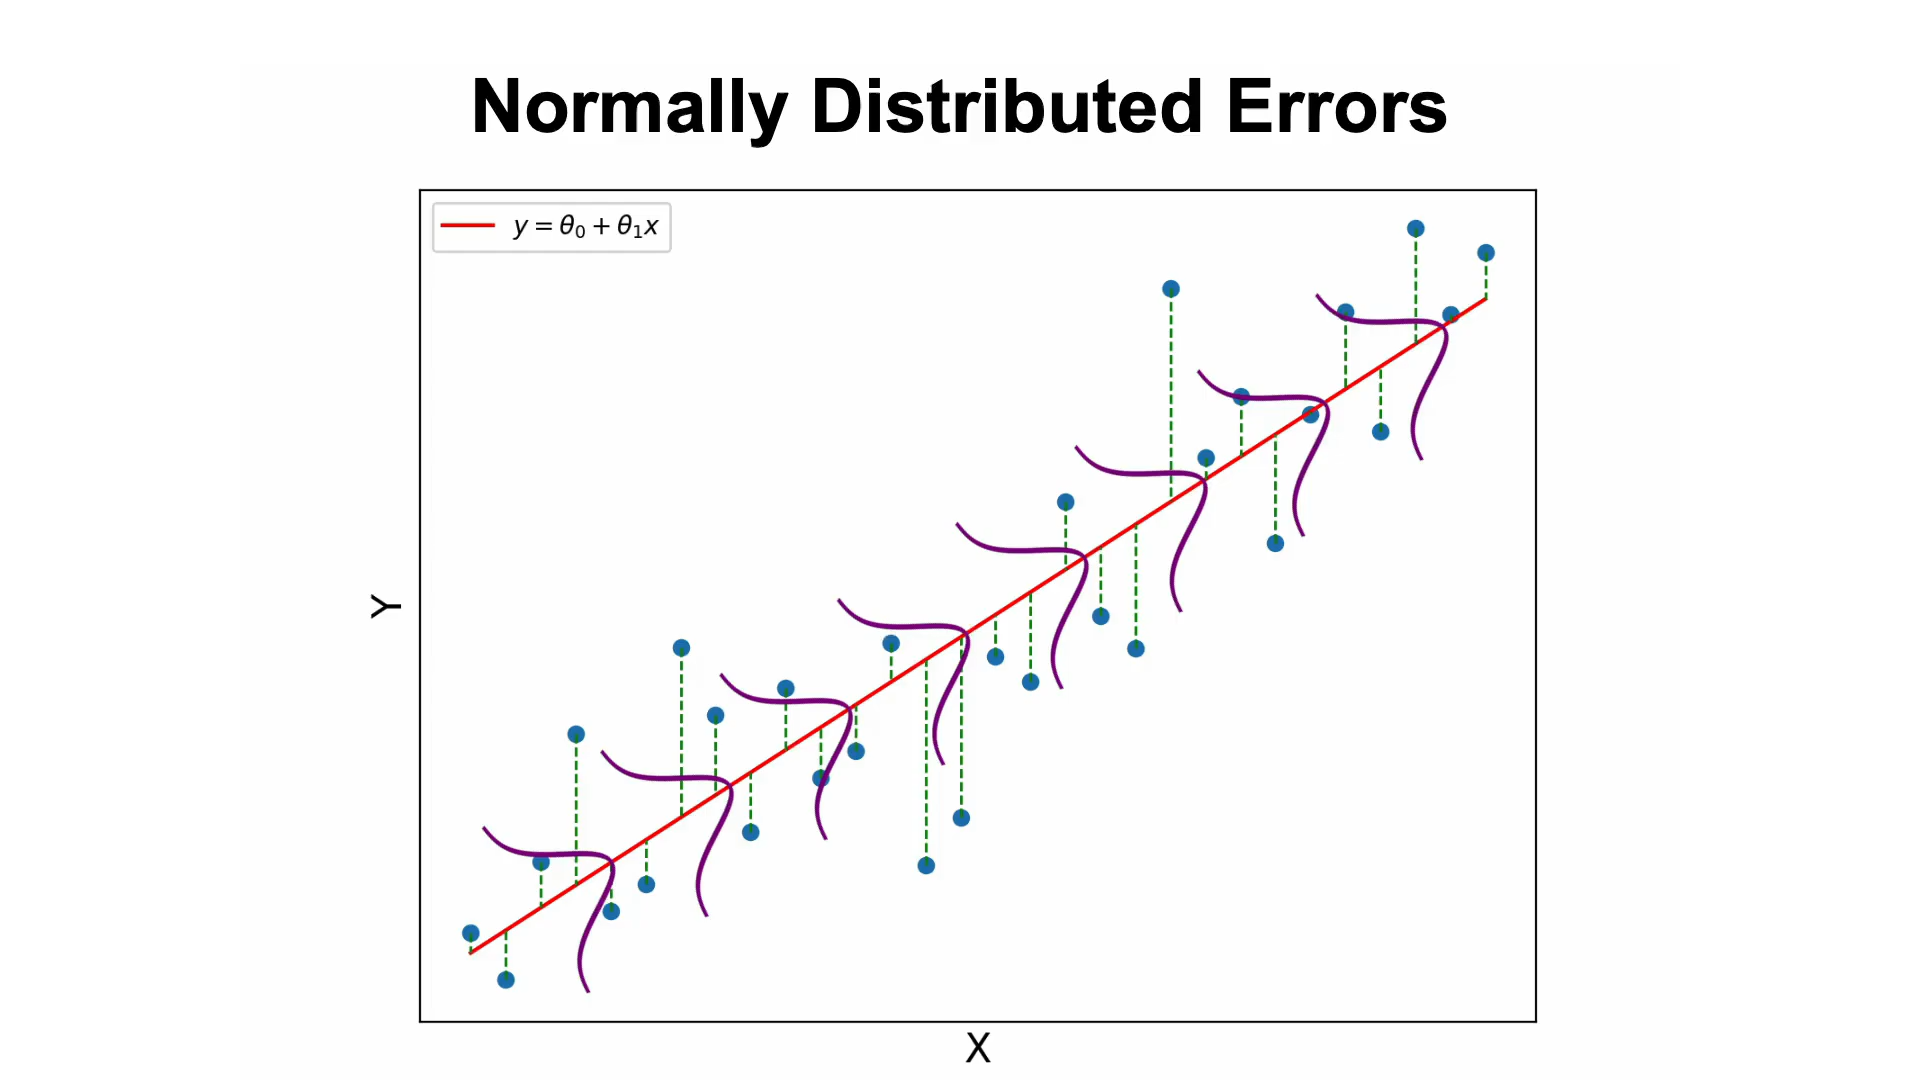 Normally Distributed Errors
y = θ₀ + θ₁x
Y
X